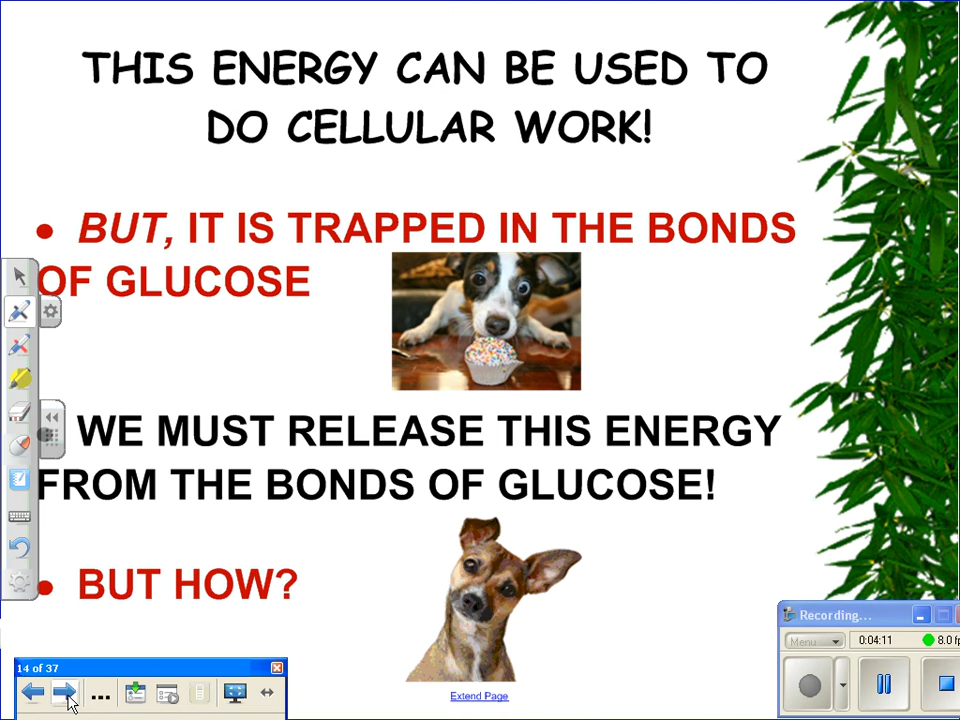 THIS ENERGY CAN BE USED TO
DO CELLULAR WORK!
• BUT, IT IS TRAPPED IN THE BONDS
OF GLUCOSE
WE MUST RELEASE THIS ENERGY
FROM THE BONDS OF GLUCOSE!
• BUT HOW?
Recording...
Menu
0:04:11
8.0 fp
14 of 37
...
Extend Page